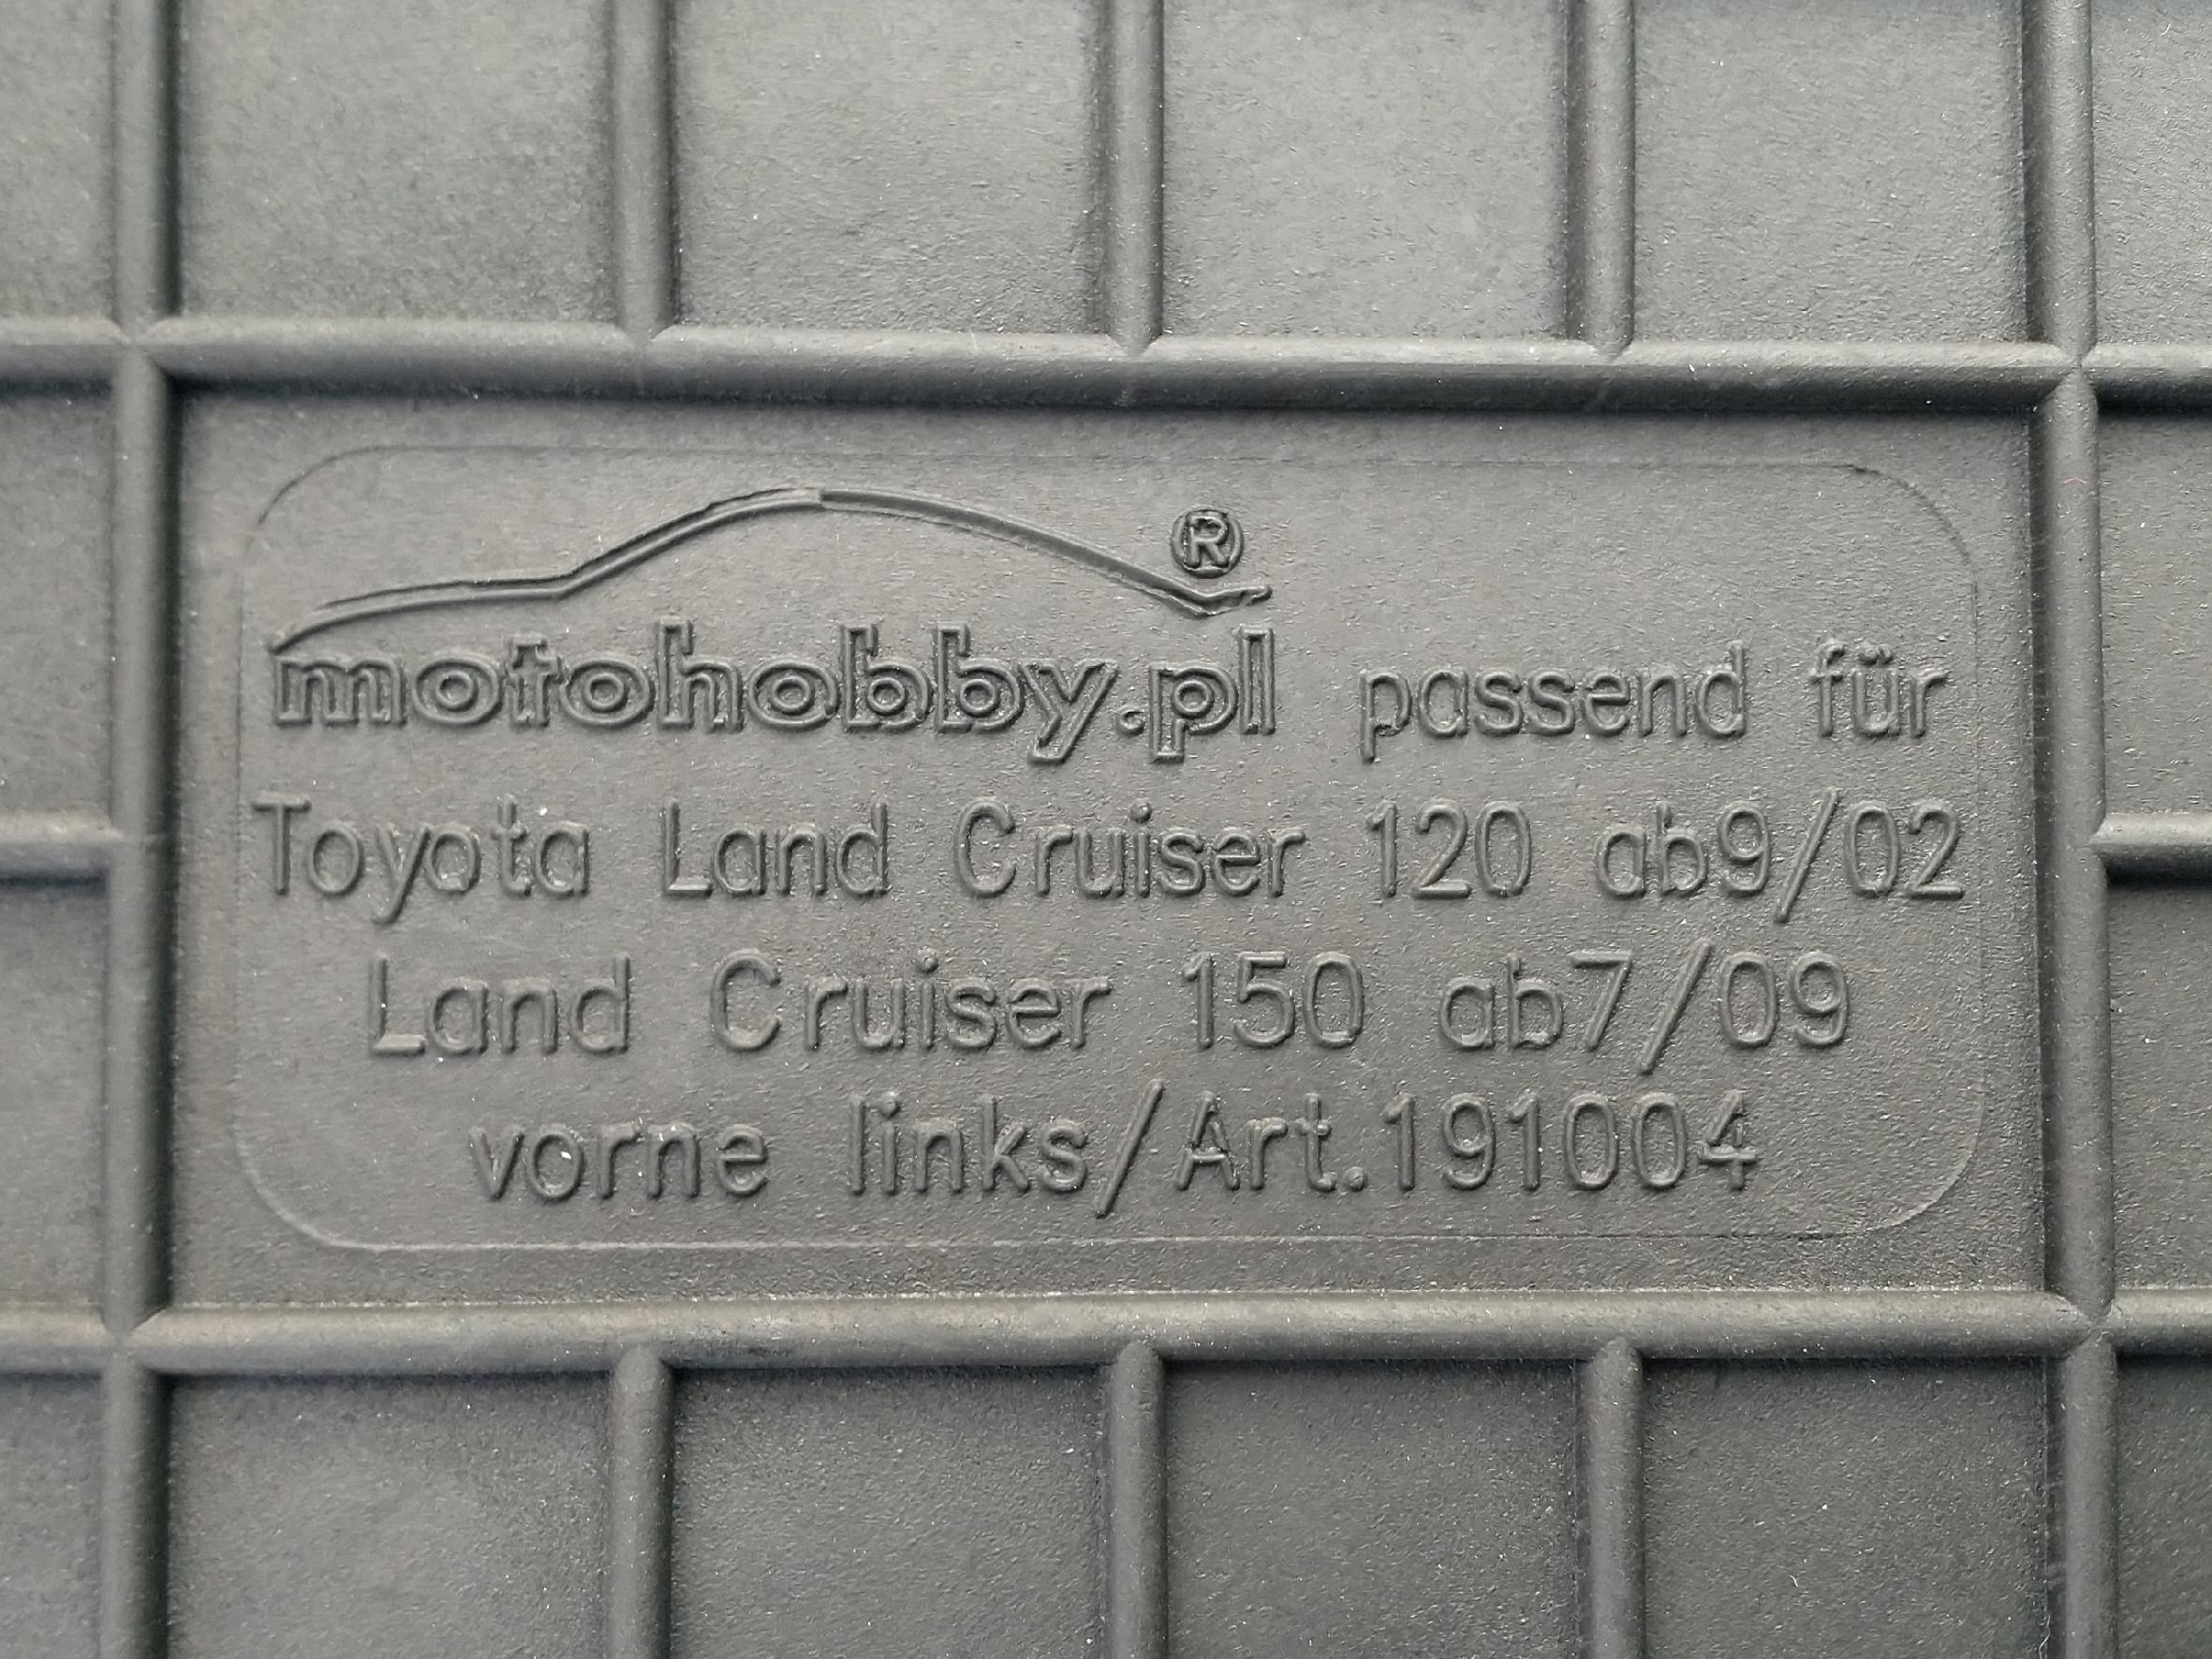 motohobby.pl® passend für
Toyota Land Cruiser 120 ab9/02
Land Cruiser 150 ab7/09
vorne links/Art.191004